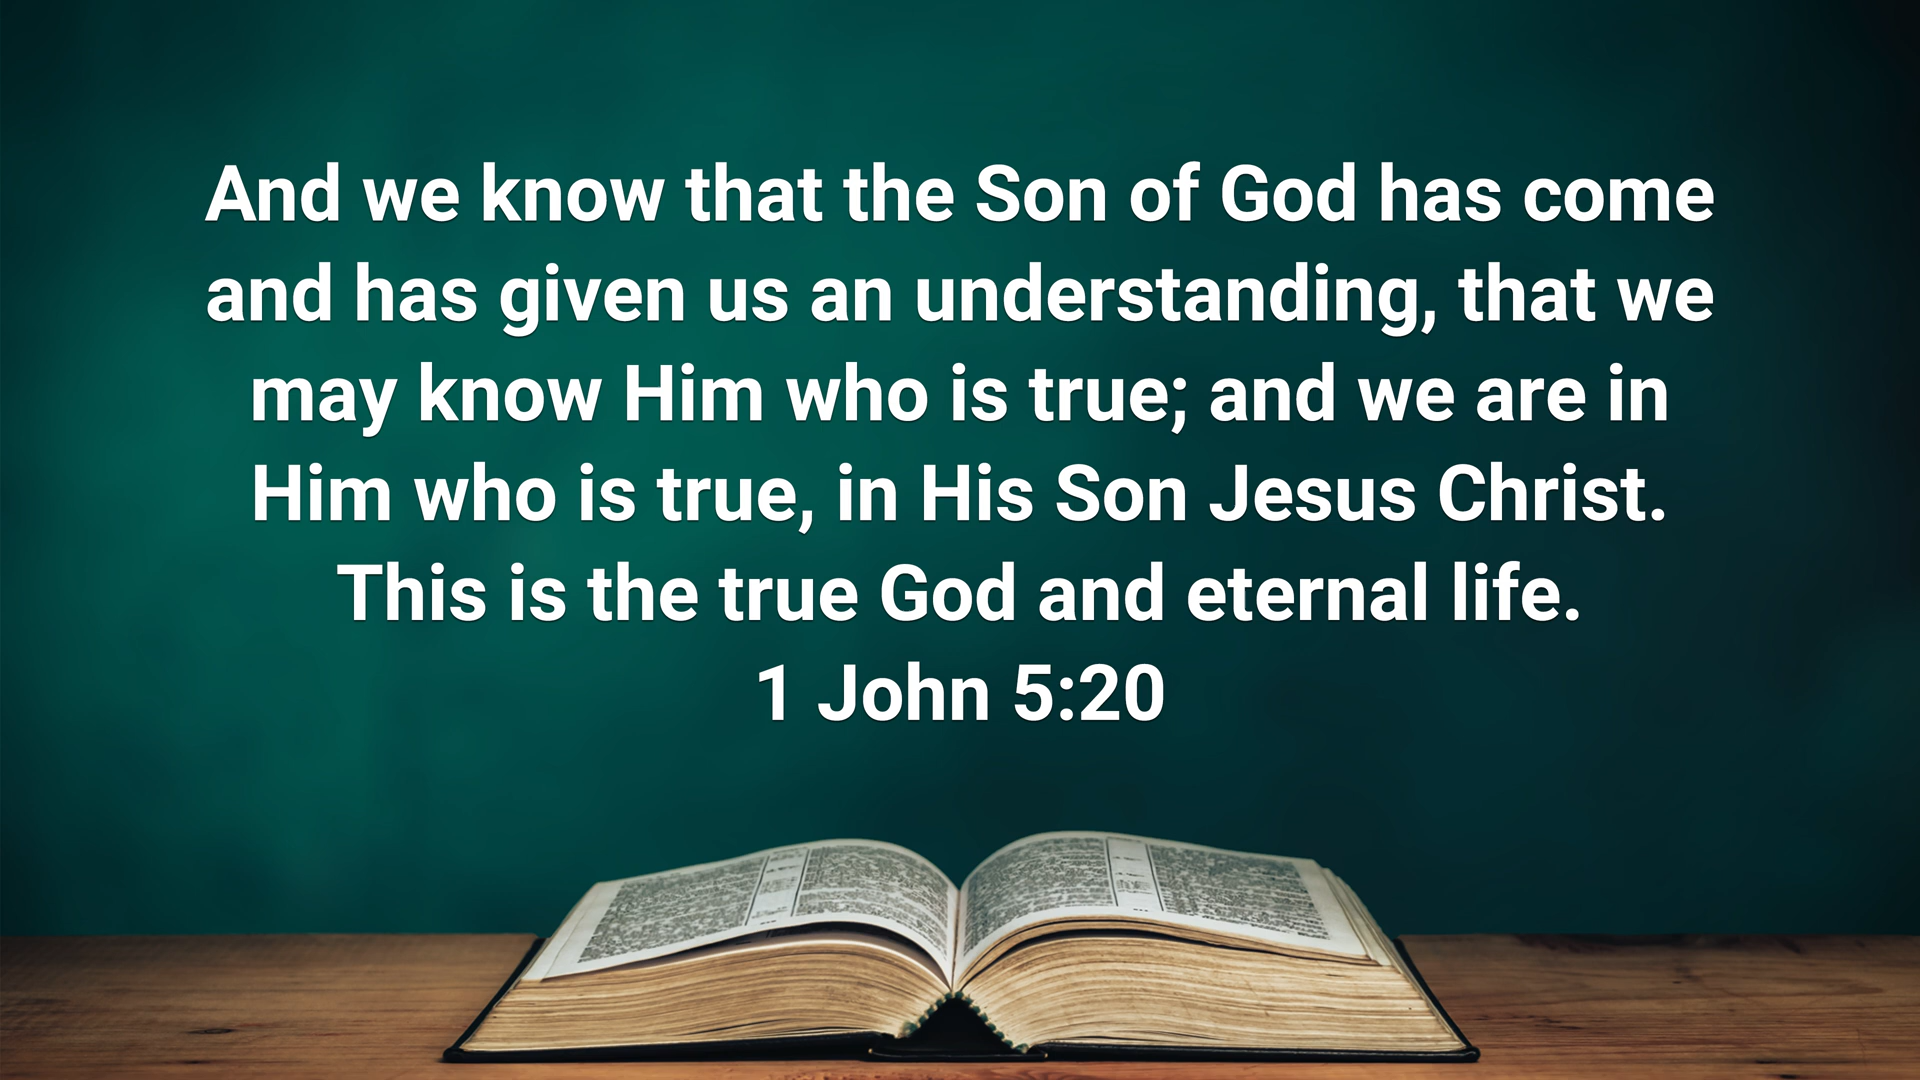 And we know that the Son of God has come
and has given us an understanding, that we
may know Him who is true; and we are in
Him who is true, in His Son Jesus Christ.
This is the true God and eternal life.
1 John 5:20